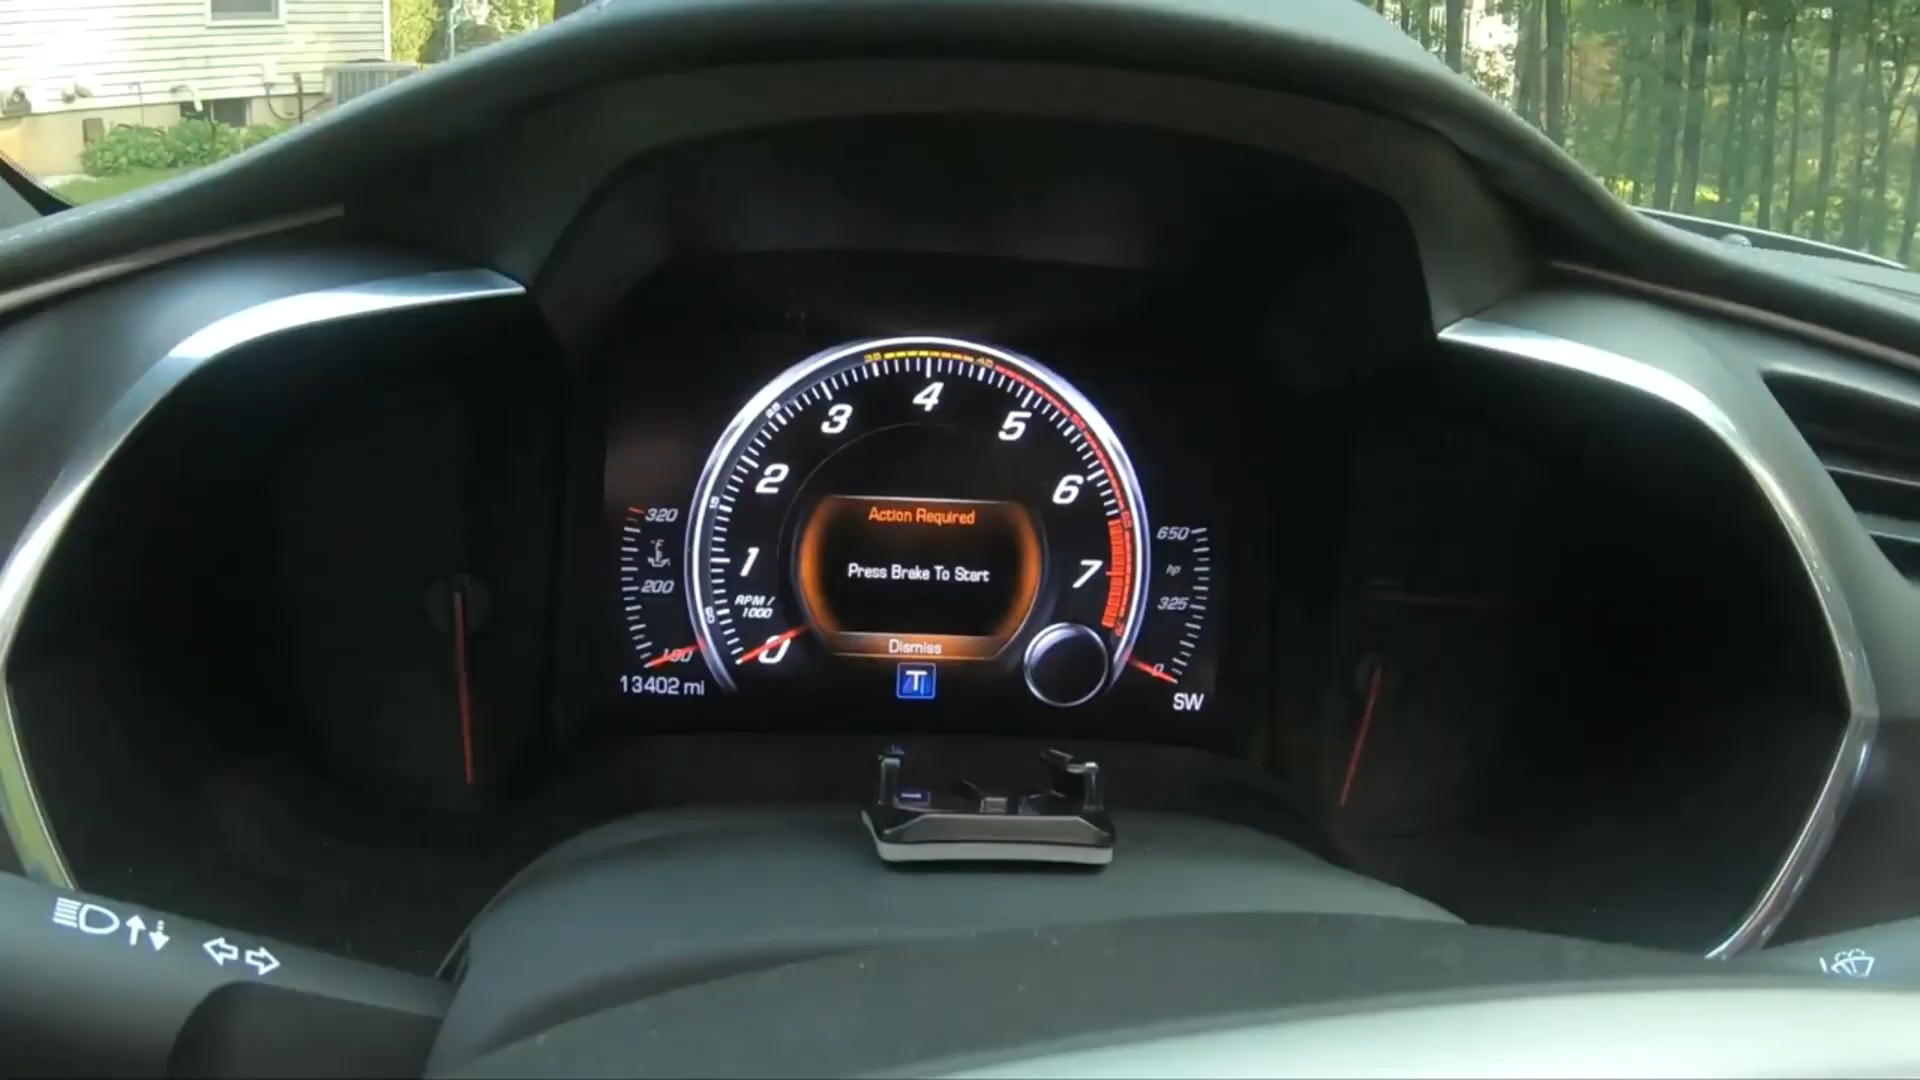 4
3
5
2
6
Action Required
320
650
Press Brake To Start
1
7
hp
200
RPM /
1000
325
0
Dismiss
100
0
13402 mi
T
SW